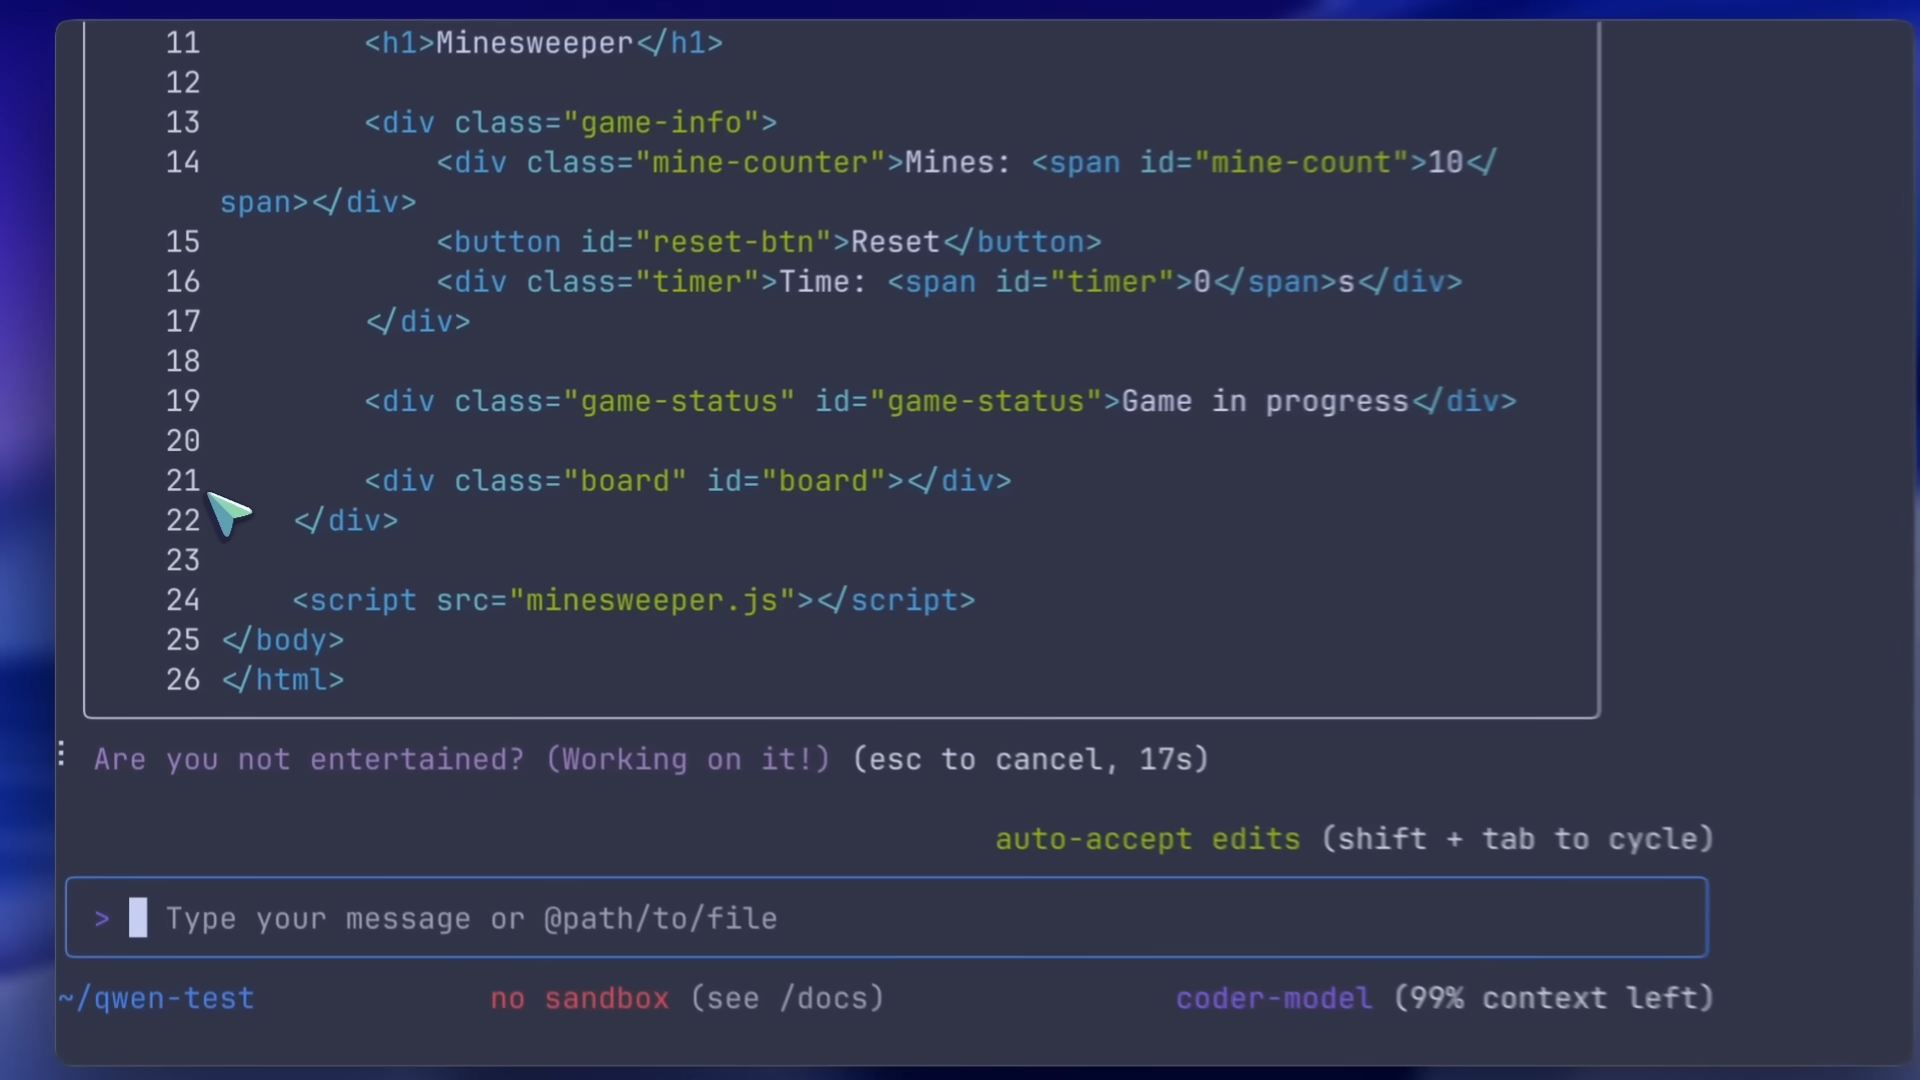 11 <h1>Minesweeper</h1>
12
13 <div class="game-info">
14 <div class="mine-counter">Mines: <span id="mine-count">10</
span></div>
15 <button id="reset-btn">Reset</button>
16 <div class="timer">Time: <span id="timer">0</span>s</div>
17 </div>
18
19 <div class="game-status" id="game-status">Game in progress</div>
20
21 <div class="board" id="board"></div>
22 </div>
23
24 <script src="minesweeper.js"></script>
25 </body>
26 </html>
Are you not entertained? (Working on it!) (esc to cancel, 17s)
auto-accept edits (shift + tab to cycle)
> Type your message or @path/to/file
~/qwen-test no sandbox (see /docs) coder-model (99% context left)